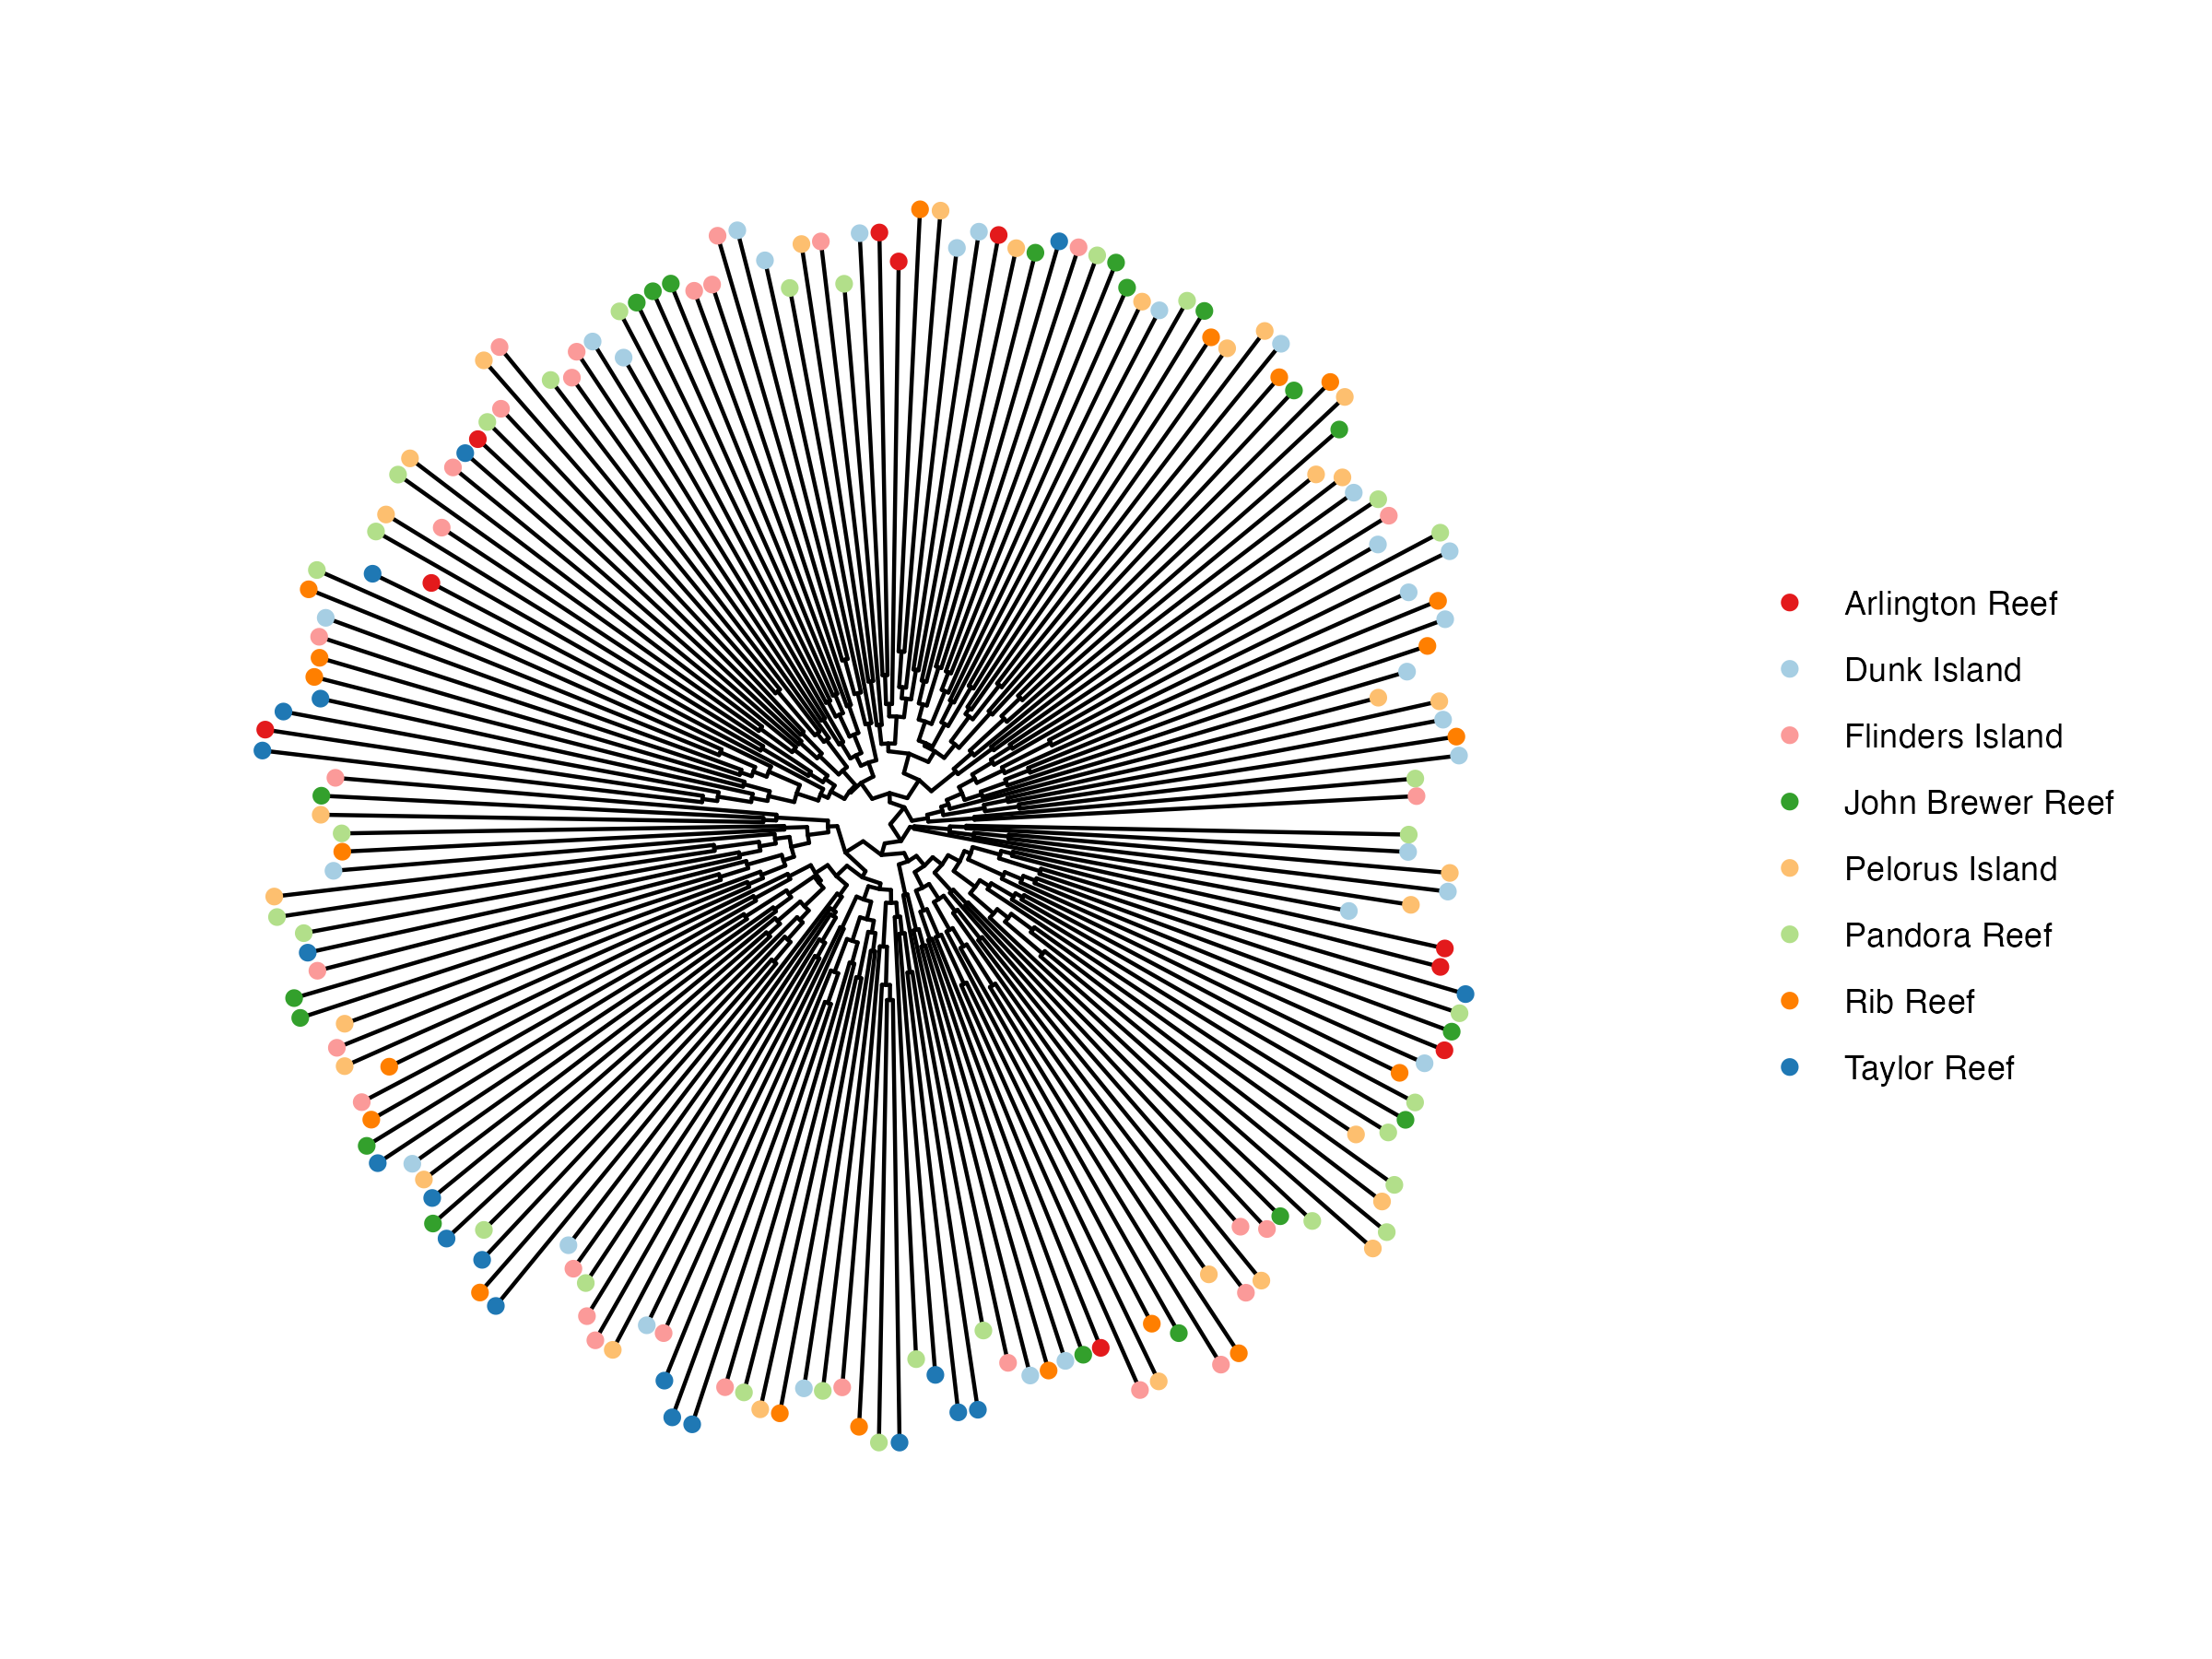 Arlington Reef
Dunk Island
Flinders Island
John Brewer Reef
Pelorus Island
Pandora Reef
Rib Reef
Taylor Reef